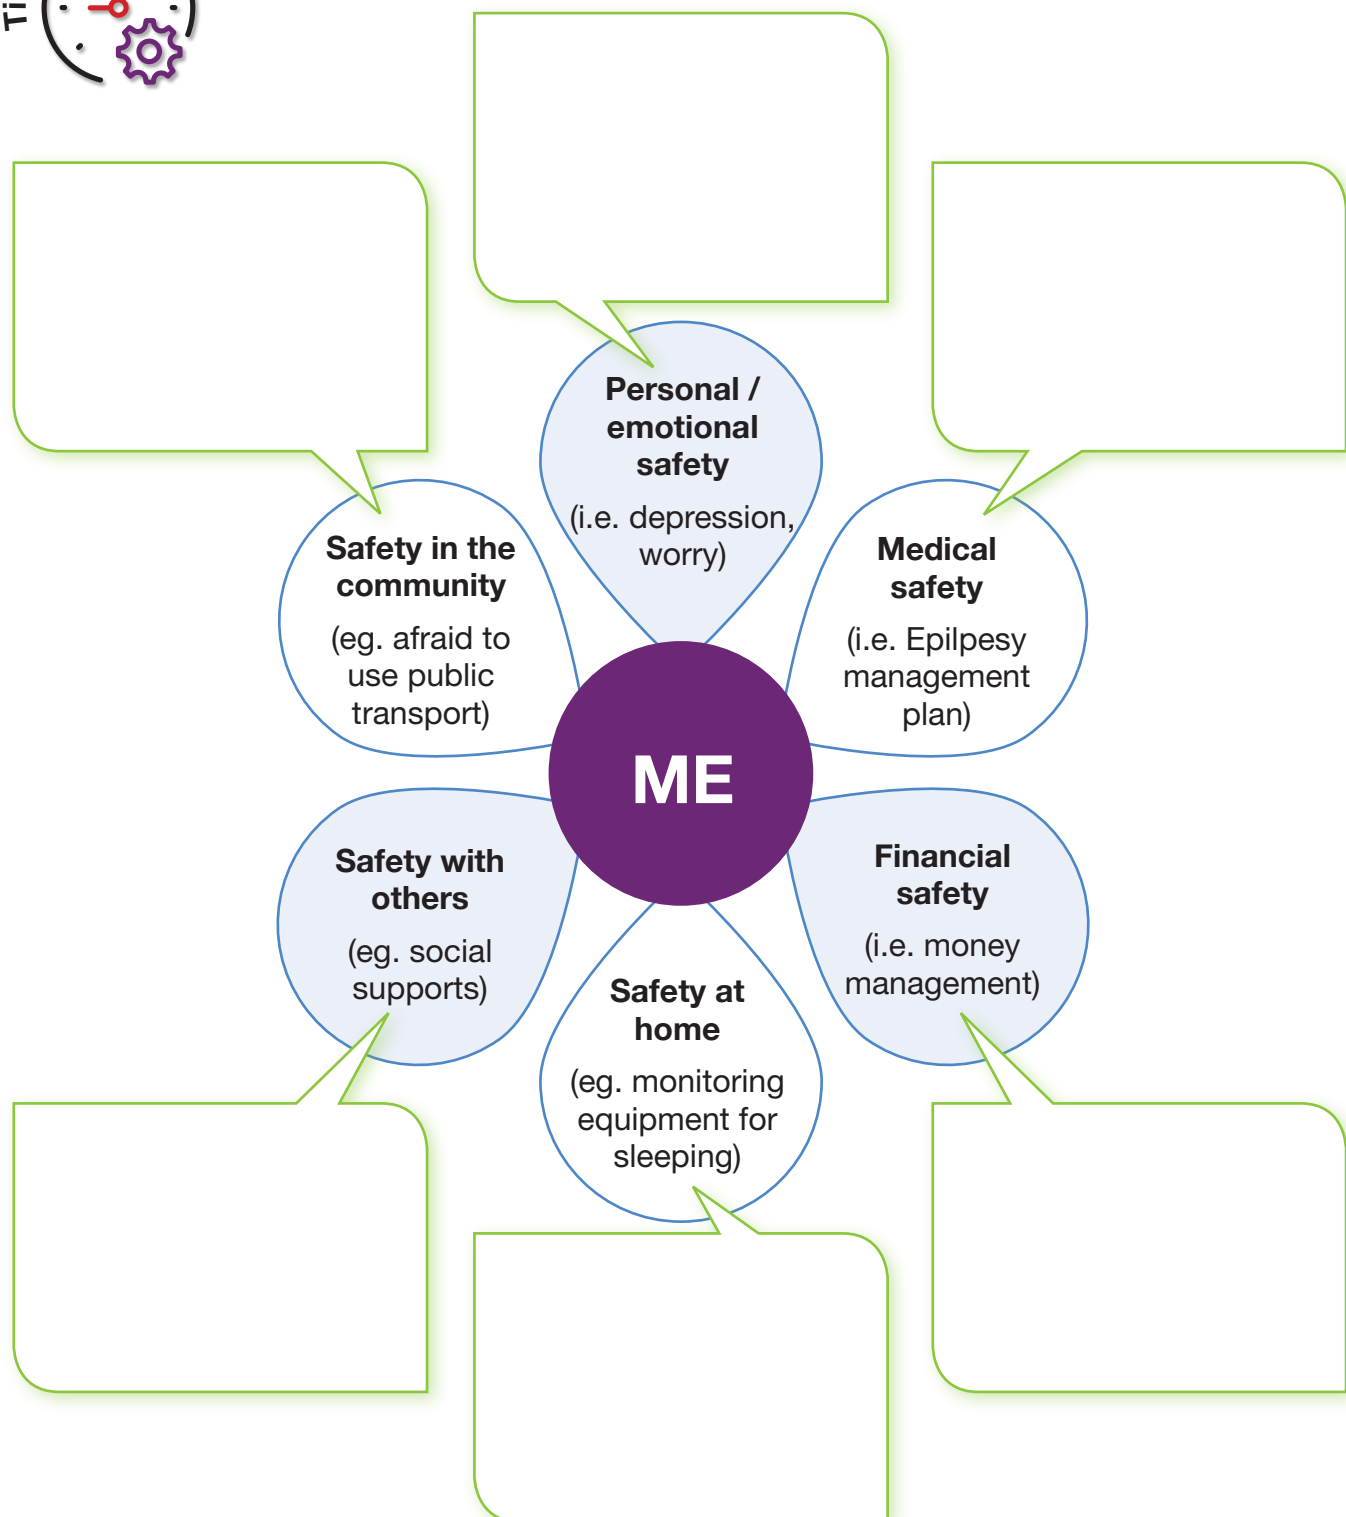 Ti
Personal /
emotional
safety
(i.e. depression,
worry)
Safety in the
community
(eg. afraid to
use public
transport)
Medical
safety
(i.e. Epilpesy
management
plan)
ME
Safety with
others
(eg. social
supports)
Financial
safety
(i.e. money
management)
Safety at
home
(eg. monitoring
equipment for
sleeping)